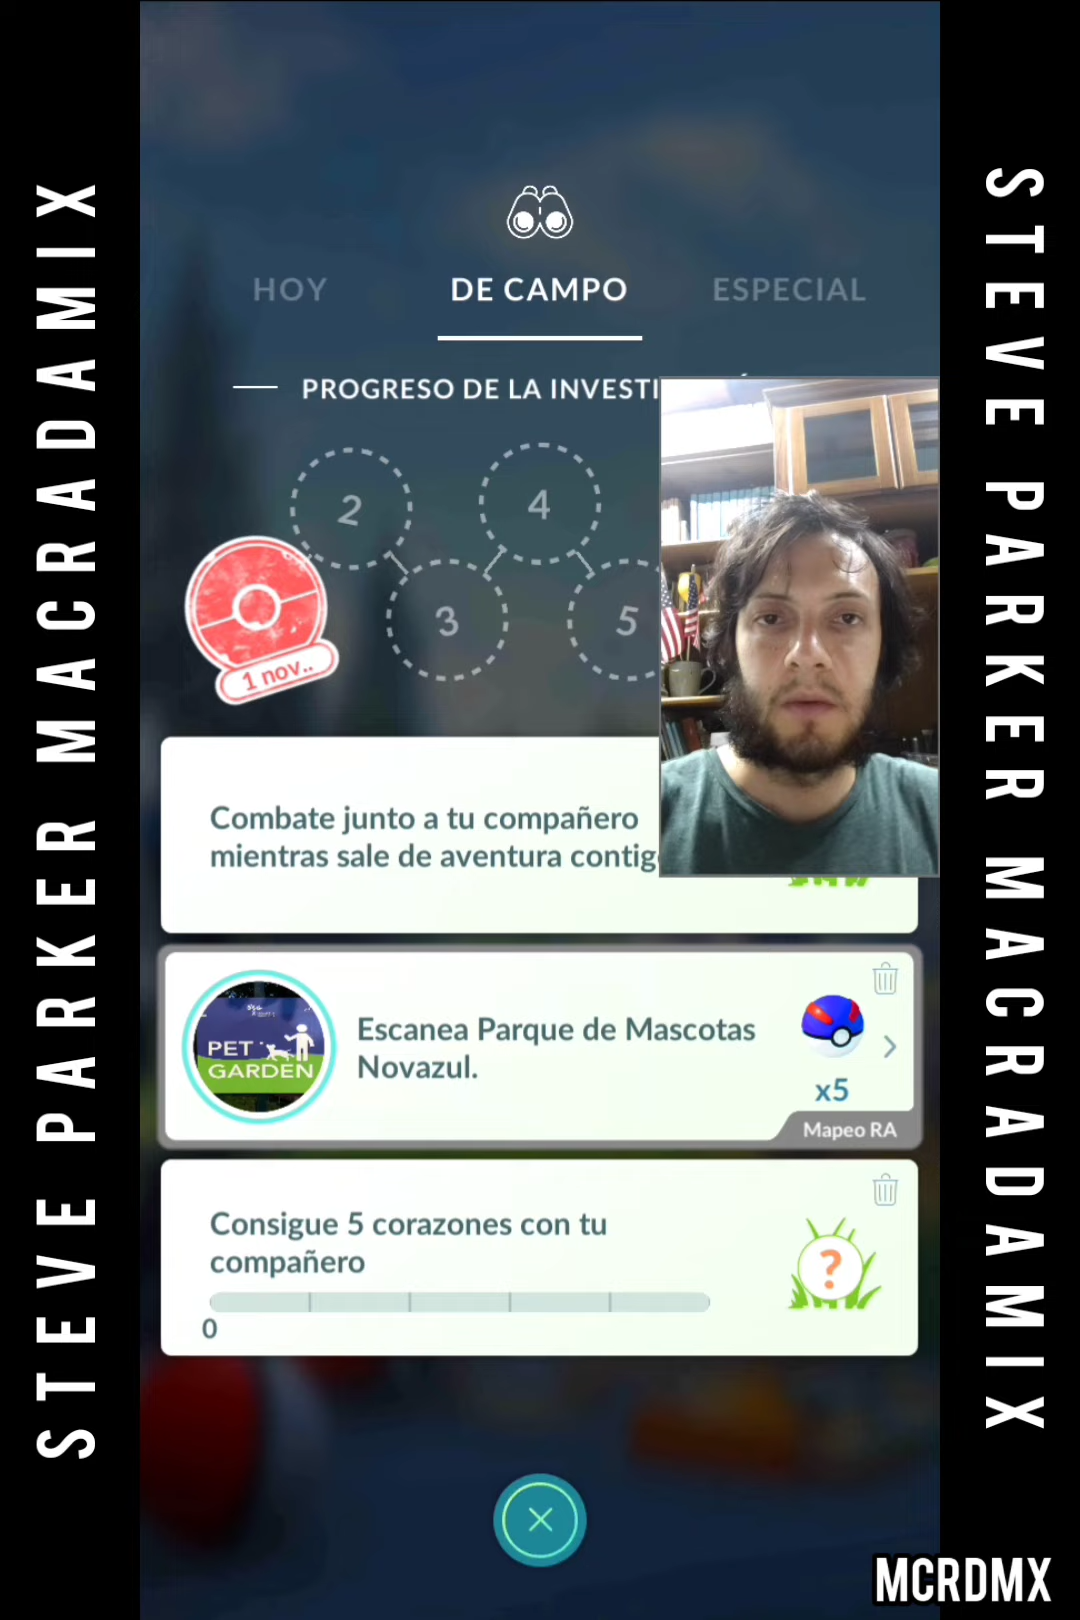 STEVE PARKER MACRADAMIX
HOY
DE CAMPO
ESPECIAL
PROGRESO DE LA
2
4
3
5
1 nov..
Combate junto a tu compañero
mientras sale de aventura
PET
GARDEN
Escanea Parque de Mascotas
Novazul.
x5
Mapeo RA
Consigue 5 corazones con tu
compañero
?
0
STEVE PARKER MACRADAMIX
MCRDMX